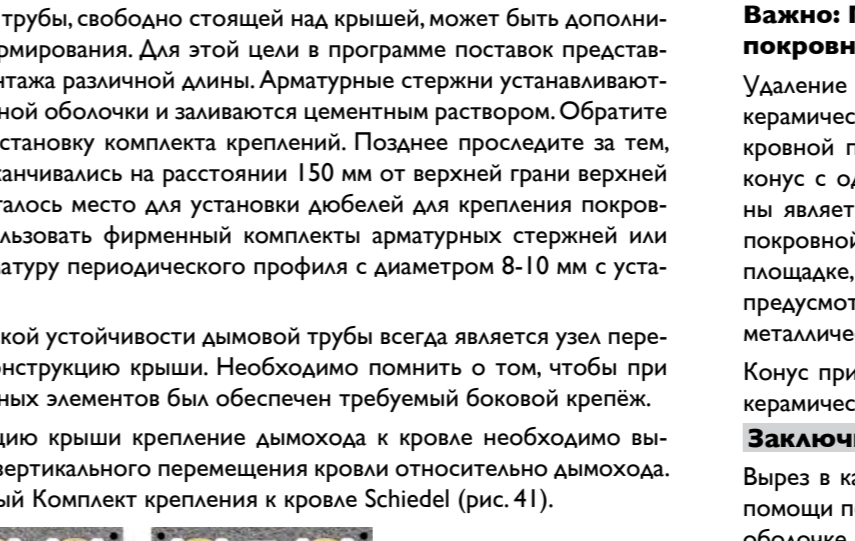 трубы, свободно стоящей над крышей, может быть дополни-
рмирования. Для этой цели в программе поставок представ-
нтажа различной длины. Арматурные стержни устанавливают-
ной оболочки и заливаются цементным раствором. Обратите
становку комплекта креплений. Позднее проследите за тем,
канчивались на расстоянии 150 мм от верхней грани верхней
талось место для установки дюбелей для крепления покров-
льзовать фирменный комплекты арматурных стержней или
матуру периодического профиля с диаметром 8-10 мм с уста-
кой устойчивости дымовой трубы всегда является узел пере-
онструкцию крыши. Необходимо помнить о том, чтобы при
ных элементов был обеспечен требуемый боковой крепёж.
цию крыши крепление дымохода к кровле необходимо вы-
вертикального перемещения кровли относительно дымохода.
ый Комплект крепления к кровле Schiedel (рис. 41).
Важно:
покровн
Удаление
керамичес
кровной п
конус с од
ны являет
покровной
площадке,
предусмот
металличес
Конус при
керамичес
Заключ
Вырез в ка
помощи п
оболочке